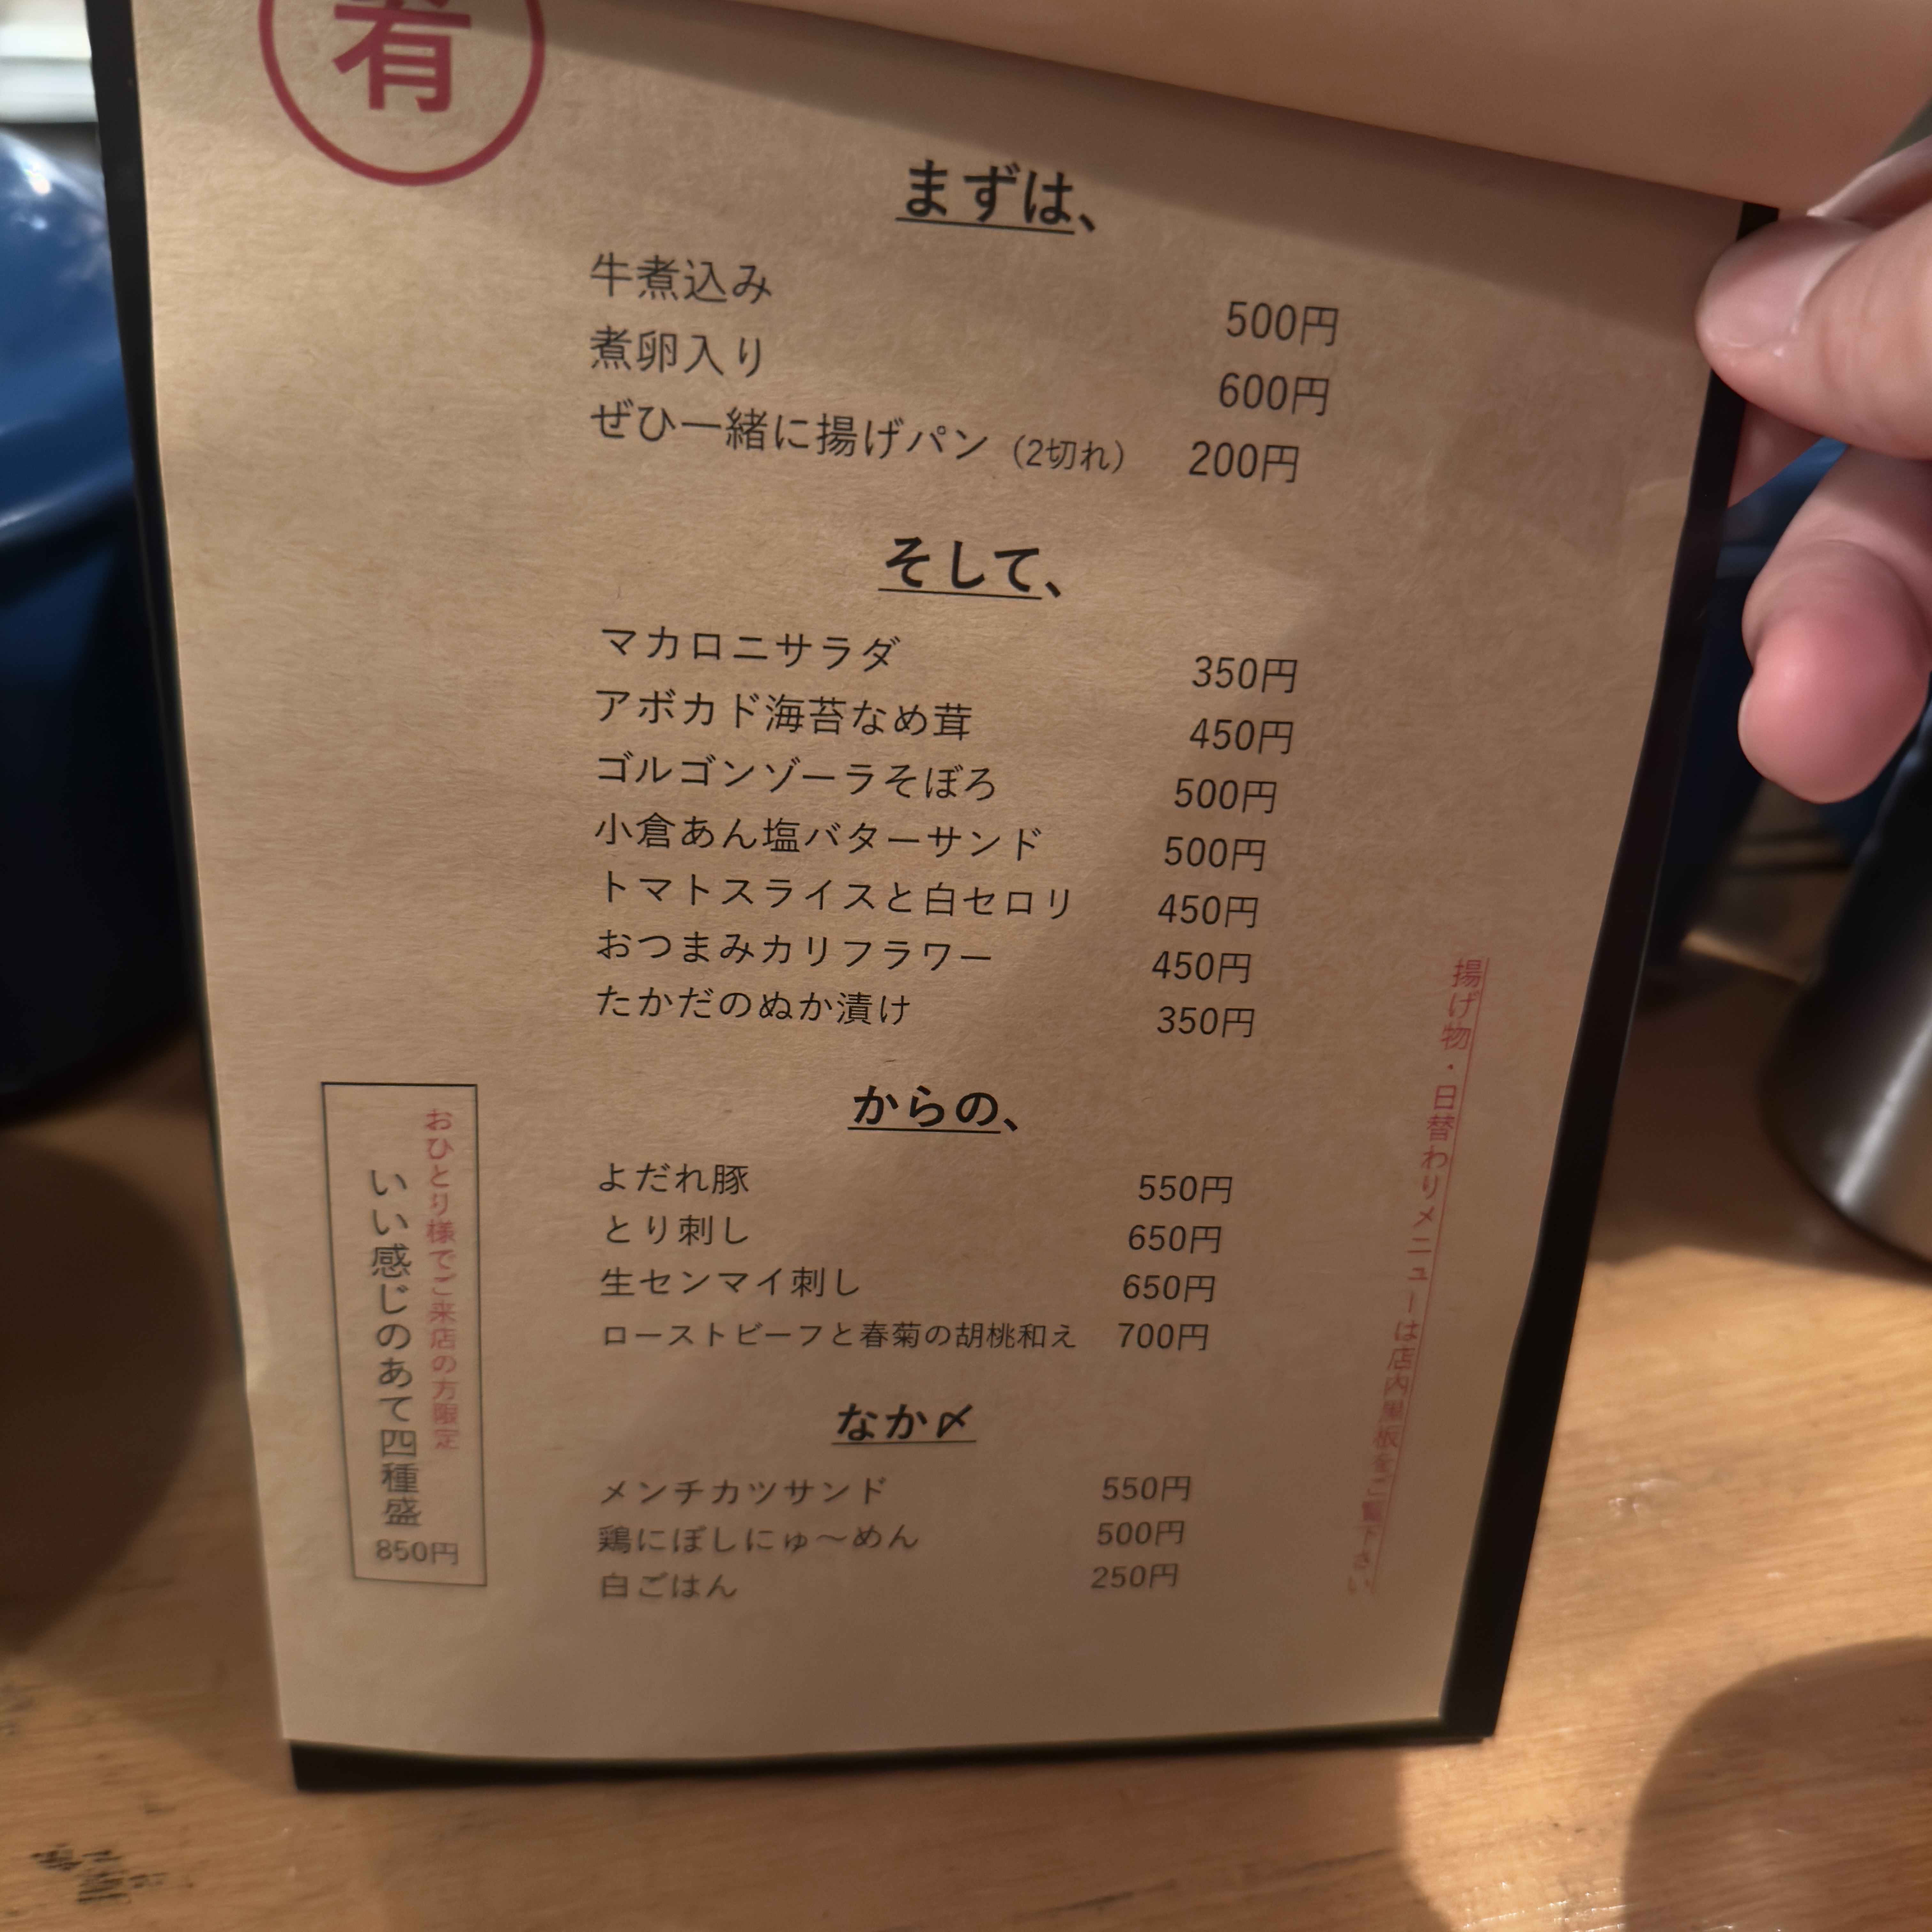 肴
まずは、
牛煮込み 500円
煮卵入り 600円
ぜひ一緒に揚げパン（2切れ） 200円
そして、
マカロニサラダ 350円
アボカド海苔なめ茸 450円
ゴルゴンゾーラそぼろ 500円
小倉あん塩バターサンド 500円
トマトスライスと白セロリ 450円
おつまみカリフラワー 450円
たかだのぬか漬け 350円
からの、
よだれ豚 550円
とり刺し 650円
生センマイ刺し 650円
ローストビーフと春菊の胡桃和え 700円
なか〆
メンチカツサンド 550円
鶏にぼしにゅ～めん 500円
白ごはん 250円
揚げ物・日替わりメニューは店内黒板をご覧下さい
おひとり様でご来店の方限定
いい感じのあて四種盛
850円